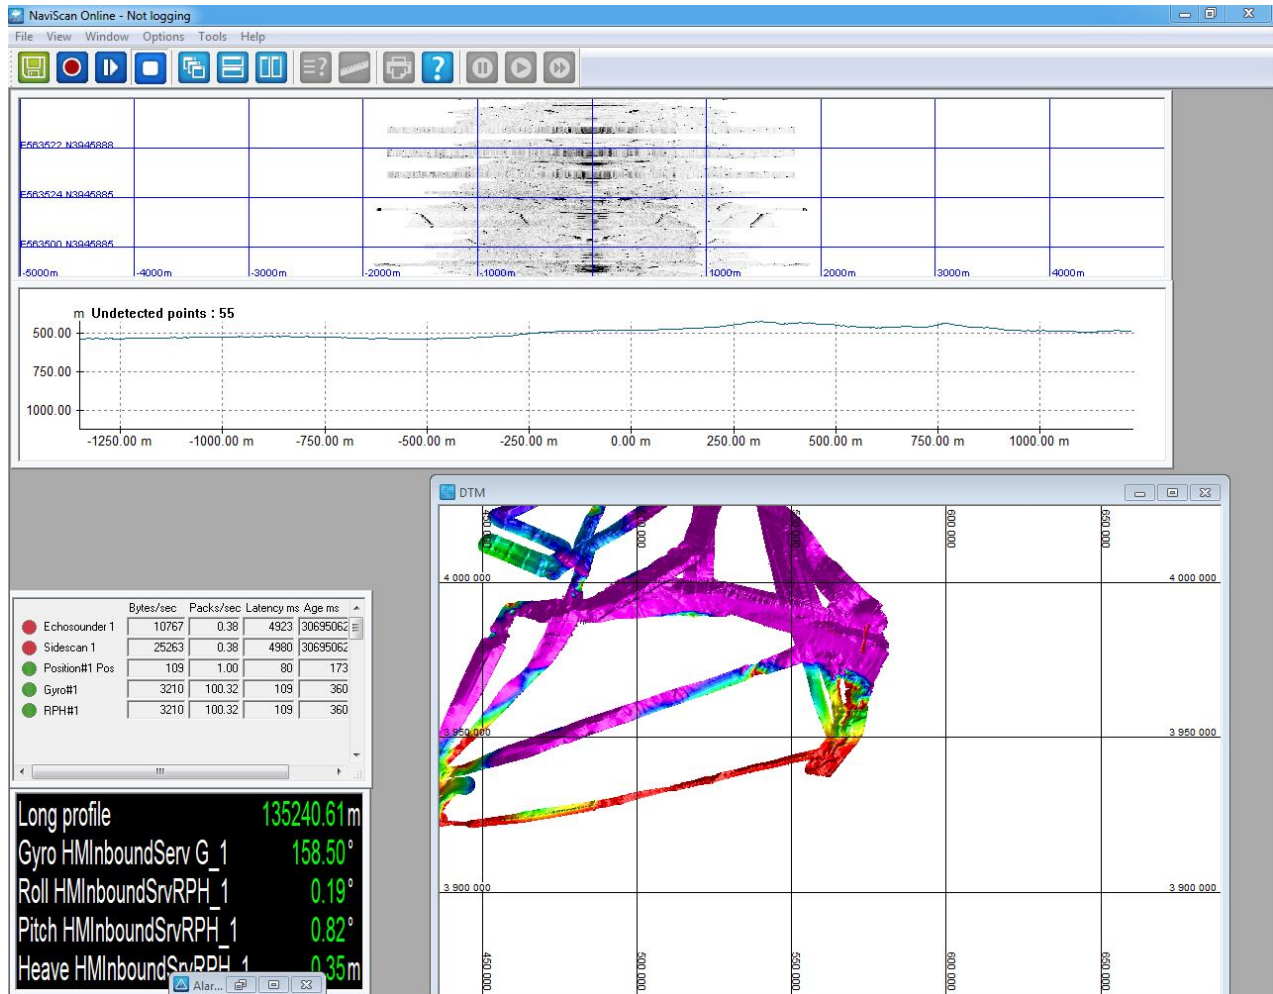 NaviScan Online - Not logging
File View Window Options Tools Help
E563522 N3945888
E563524 N3945885
E563500 N3945885
-5000m -4000m -3000m -2000m -1000m 1000m 2000m 3000m 4000m
m Undetected points : 55
500.00
750.00
1000.00
-1250.00 m -1000.00 m -750.00 m -500.00 m -250.00 m 0.00 m 250.00 m 500.00 m 750.00 m 1000.00 m
DTM
450 000 500 000 550 000 600 000 650 000
4 000 000 4 000 000
3 950 000 3 950 000
3 900 000 3 900 000
450 000 500 000 550 000 600 000 650 000
Bytes/sec Packs/sec Latency ms Age ms
Echosounder 1 10767 0.38 4923 30695062
Sidescan 1 25263 0.38 4980 30695062
Position#1 Pos 109 1.00 80 173
Gyro#1 3210 100.32 109 360
RPH#1 3210 100.32 109 360
Long profile 135240.61m
Gyro HMInboundServ G_1 158.50°
Roll HMInboundSrvRPH_1 0.19°
Pitch HMInboundSrvRPH_1 0.82°
Heave HMInboundSrvRPH_1 0.35m
Alar...